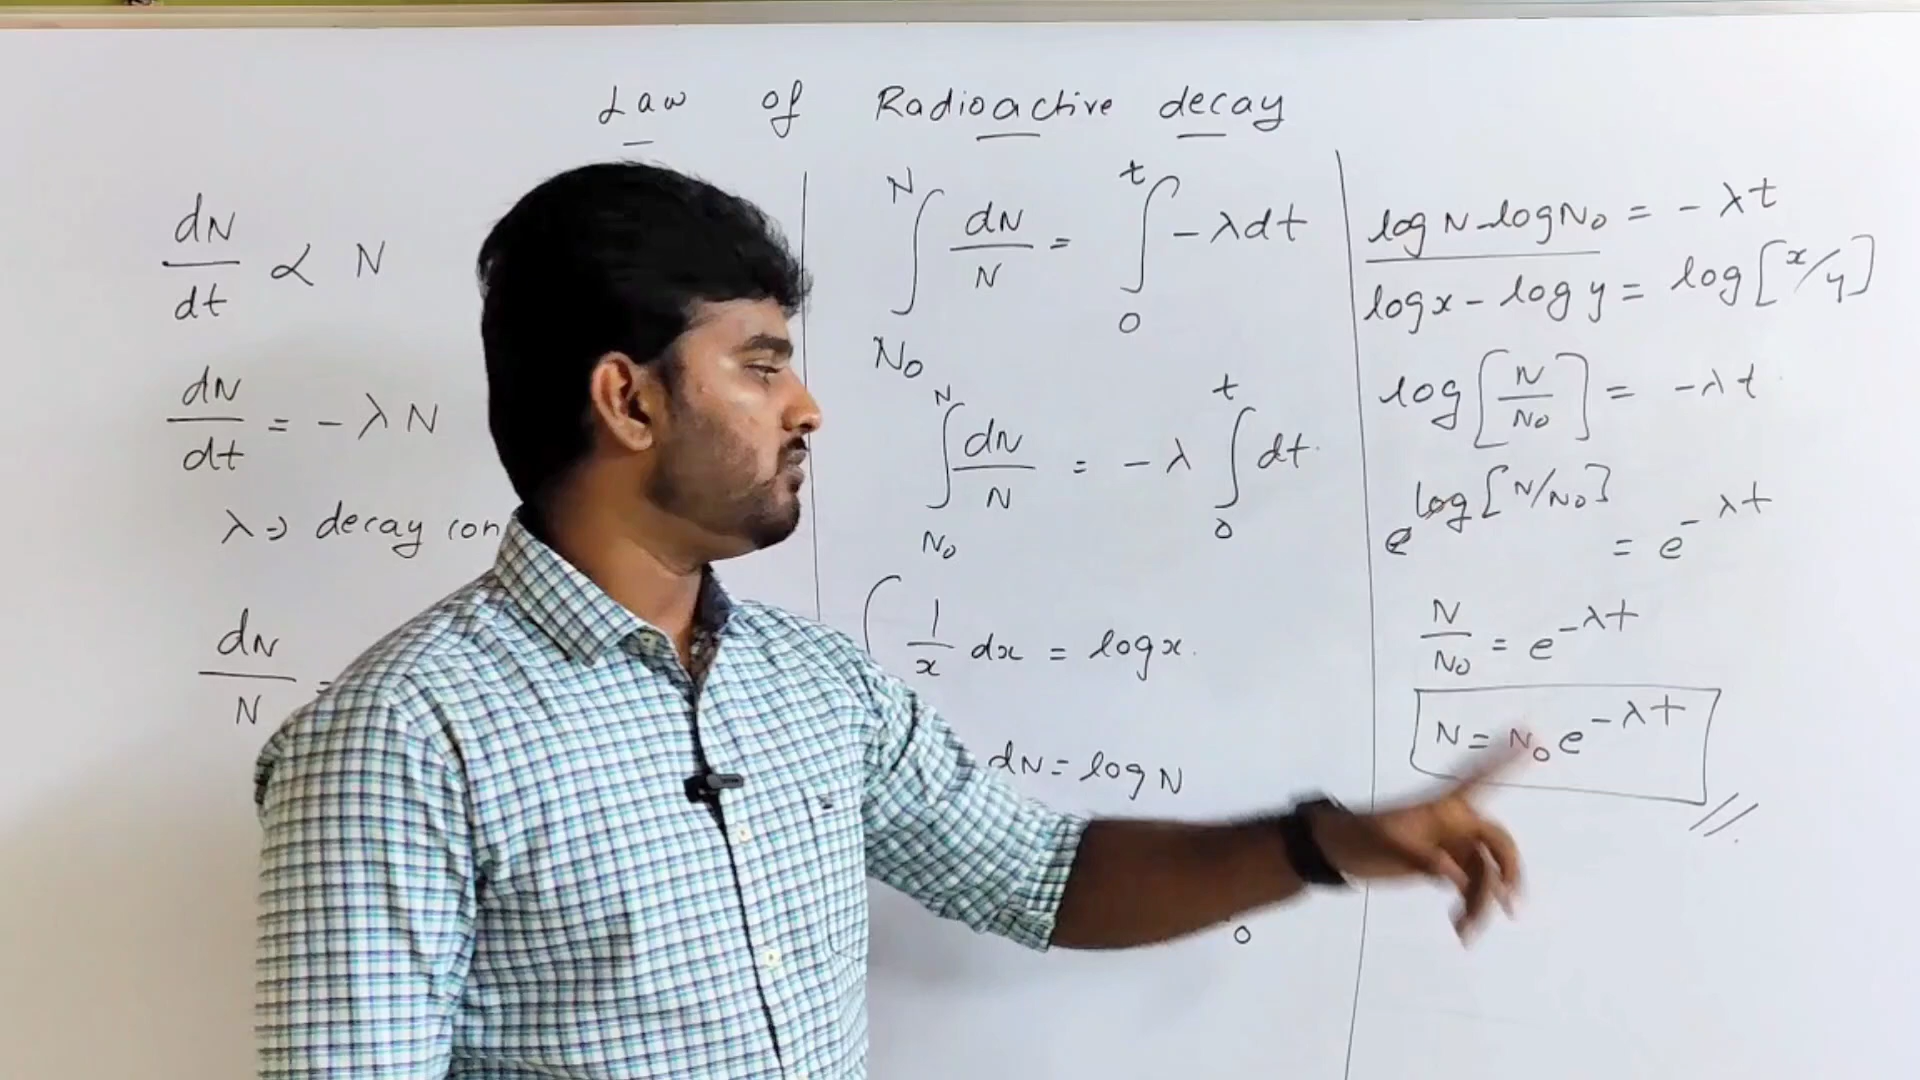 Law of Radioactive decay
dN/dt ∝ N
dN/dt = - λN
λ => decay con
dN/N =
∫_{N₀}^{N} dN/N = ∫_{0}^{t} -λdt
∫_{N₀}^{N} dN/N = -λ ∫_{0}^{t} dt
∫ 1/x dx = log x.
dN = log N
0
log N - log N₀ = - λt
log x - log y = log [x/y]
log [N/N₀] = -λt
e^{log[N/N₀]} = e^{-λt}
N/N₀ = e^{-λt}
N = N₀ e^{-λt}